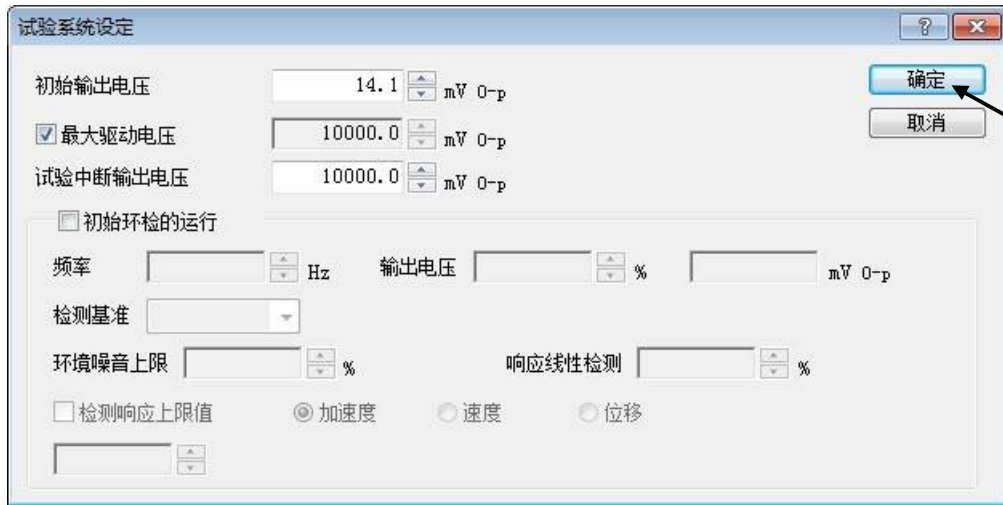 试验系统设定
初始输出电压 14.1 mV 0-p 确定
最大驱动电压 10000.0 mV 0-p 取消
试验中断输出电压 10000.0 mV 0-p
初始环检的运行
频率 Hz 输出电压 % mV 0-p
检测基准
环境噪音上限 % 响应线性检测 %
检测响应上限值 加速度 速度 位移